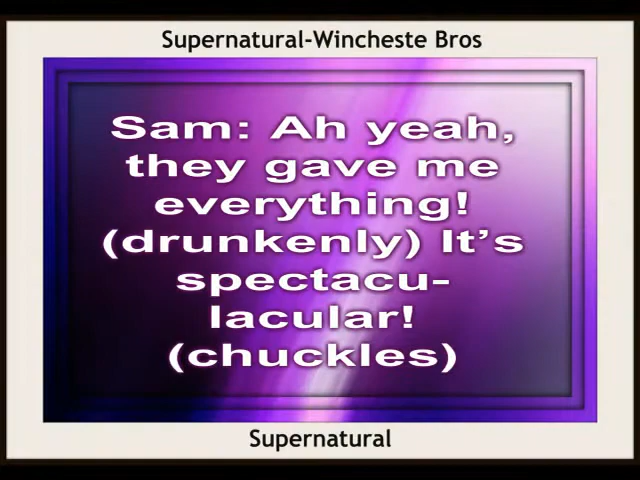 Supernatural-Wincheste Bros
Sam: Ah yeah,
they gave me
everything!
(drunkenly) It’s
spectacu-
lacular!
(chuckles)
Supernatural